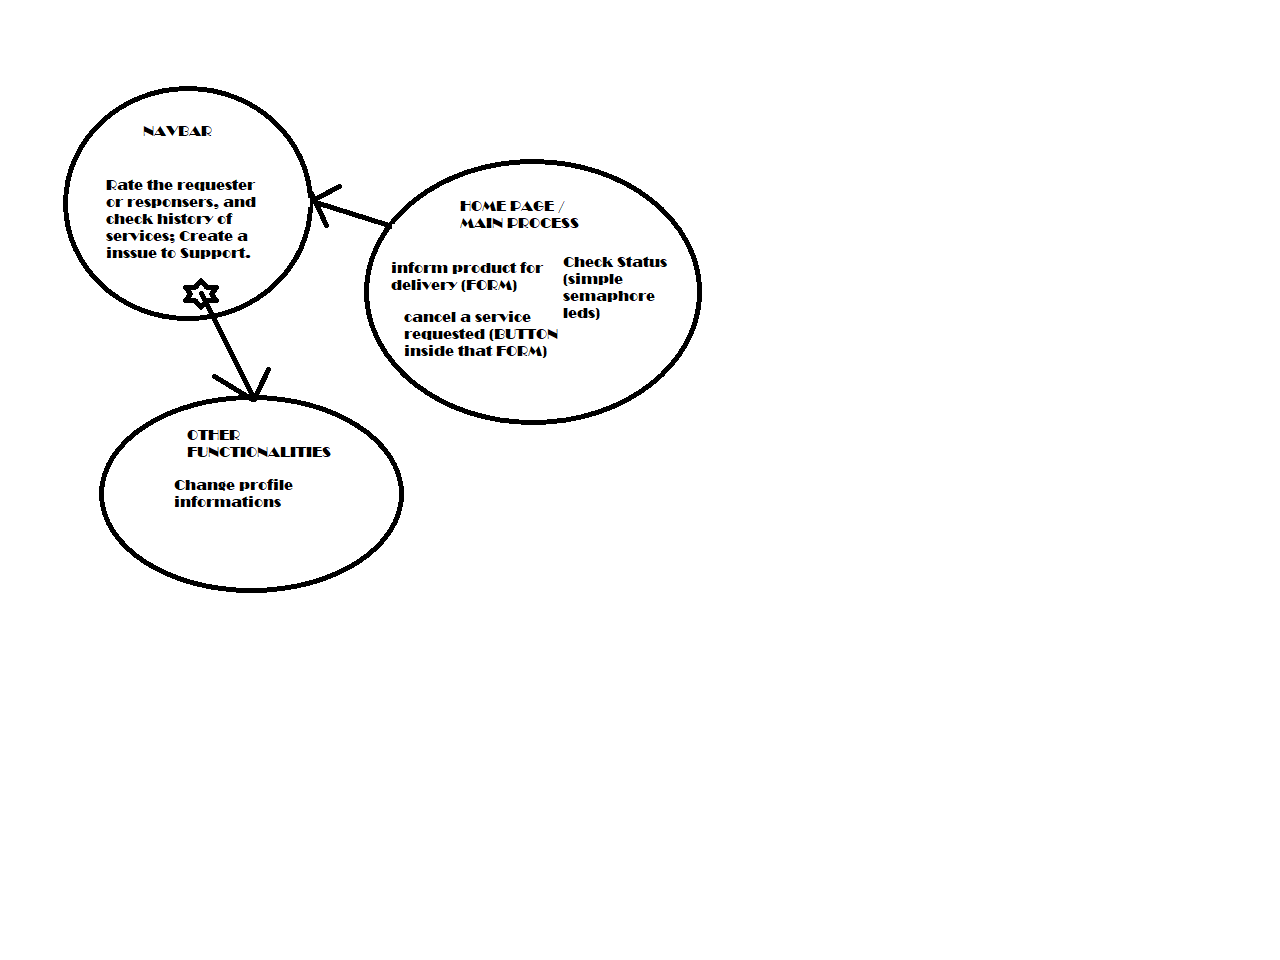 NAVBAR
Rate the requester
or responsers, and
check history of
services; Create a
inssue to Support.
HOME PAGE /
MAIN PROCESS
inform product for
delivery (FORM)
cancel a service
requested (BUTTON
inside that FORM)
Check Status
(simple
semaphore
leds)
OTHER
FUNCTIONALITIES
Change profile
informations